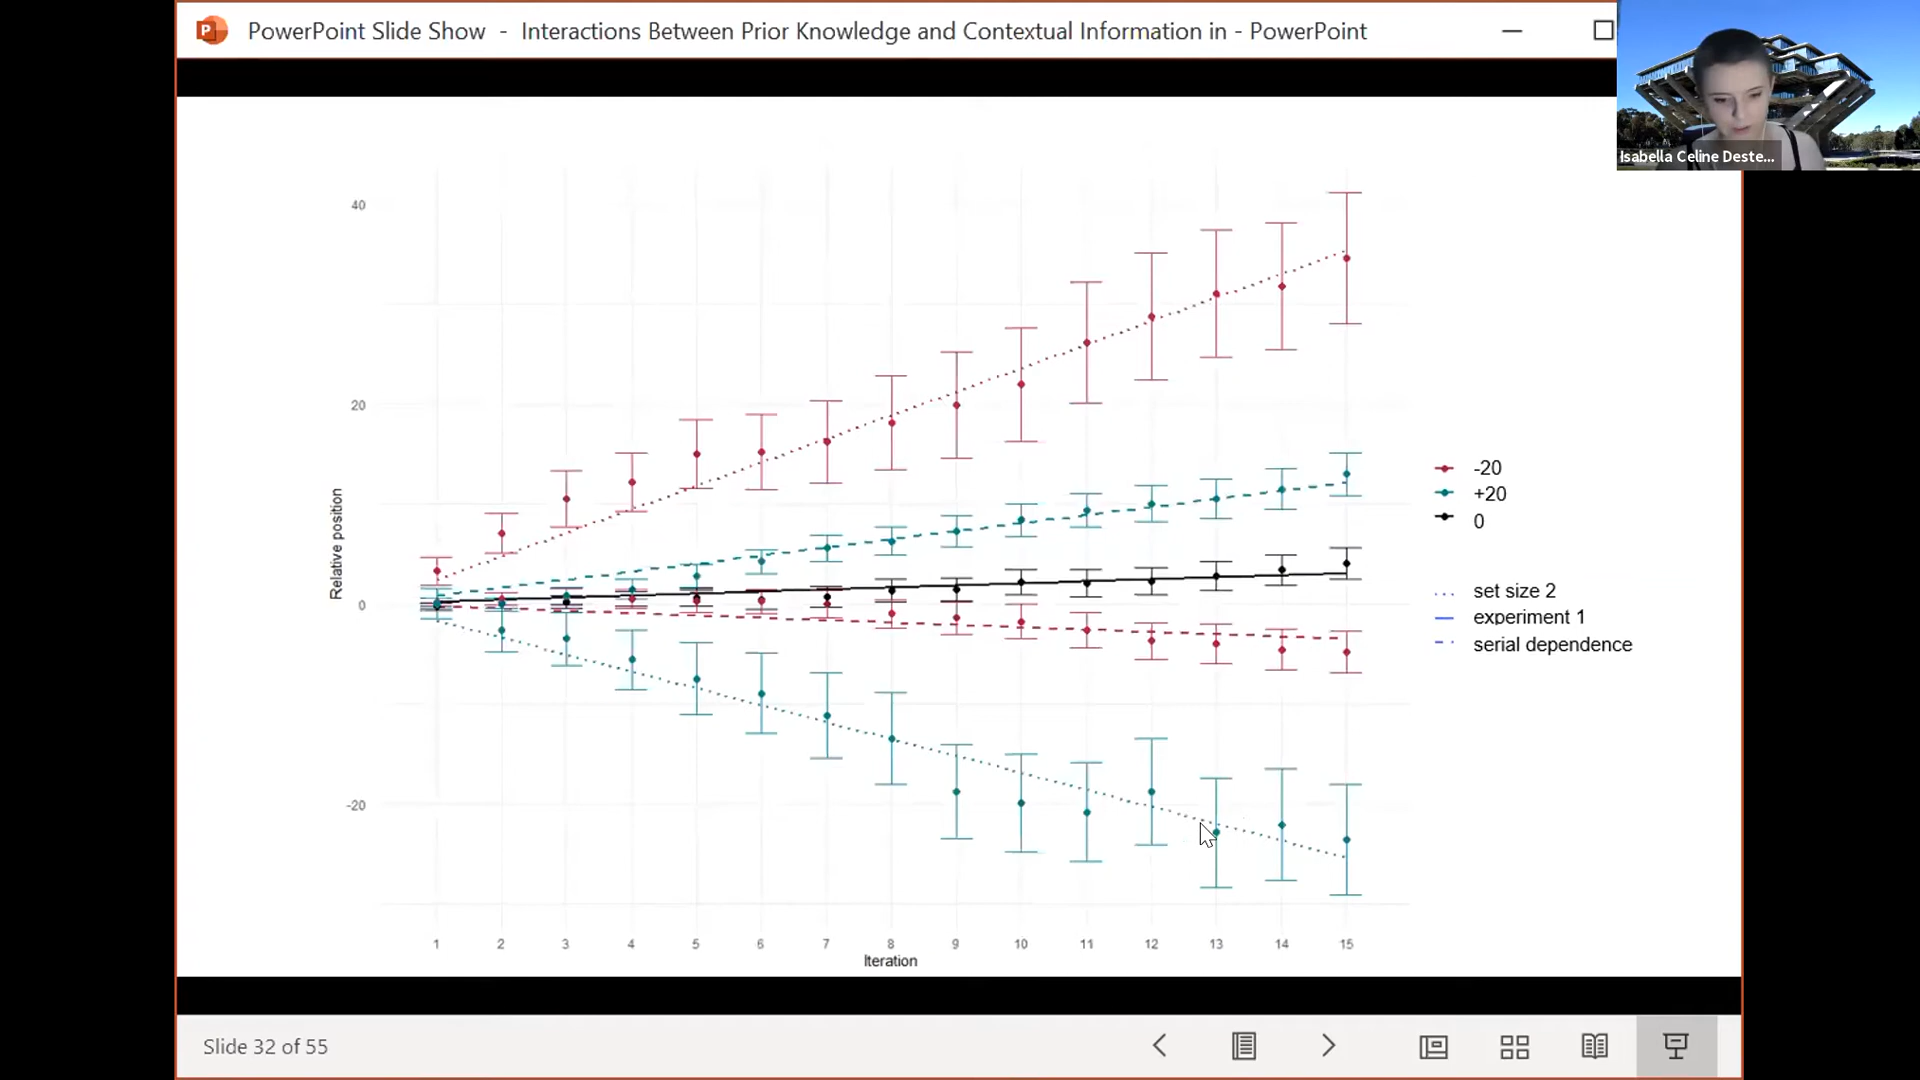 P PowerPoint Slide Show - Interactions Between Prior Knowledge and Contextual Information in - PowerPoint
Isabella Celine Deste...
40
20
0
-20
Relative position
1 2 3 4 5 6 7 8 9 10 11 12 13 14 15
Iteration
-20
+20
0
set size 2
experiment 1
serial dependence
Slide 32 of 55